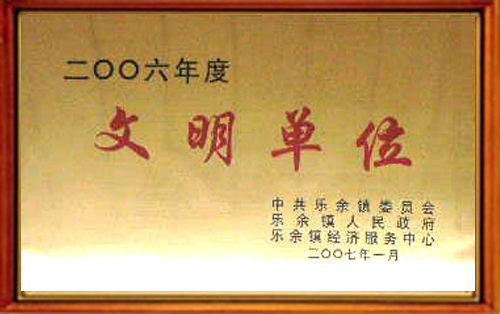 二〇〇六年度
文明单位
中共乐余镇委员会
乐余镇人民政府
乐余镇经济服务中心
二〇〇七年一月